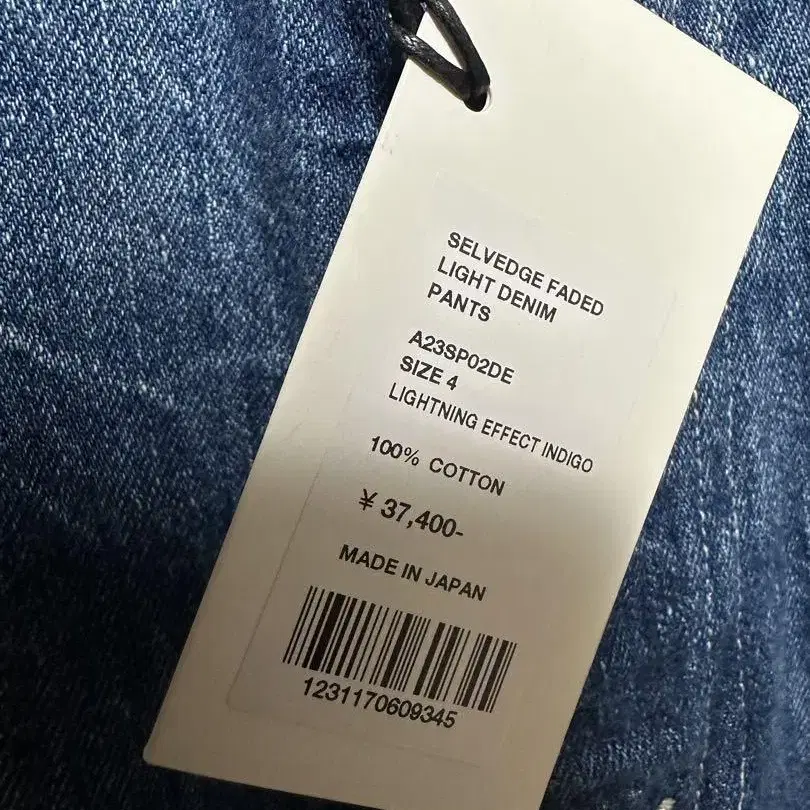 SELVEDGE FADED
LIGHT DENIM
PANTS
A23SP02DE
SIZE 4
LIGHTNING EFFECT INDIGO
100% COTTON
¥ 37,400-
MADE IN JAPAN
1231170609345